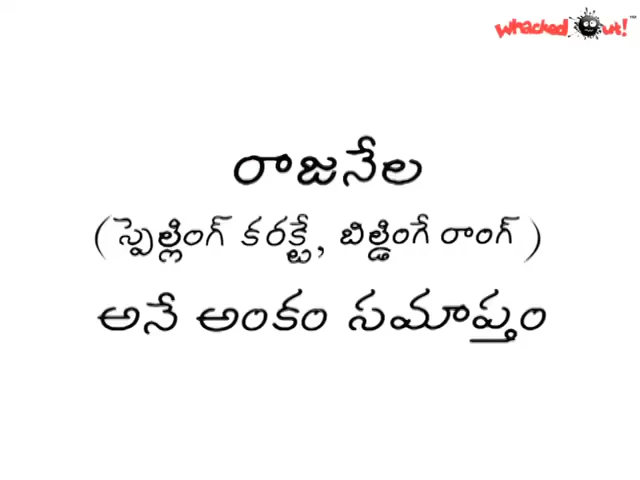 Whacked Out!
రాజనేల
( స్పెల్లింగ్ కరక్టే, బిల్డింగే రాంగ్ )
అనే అంకం సమాప్తం